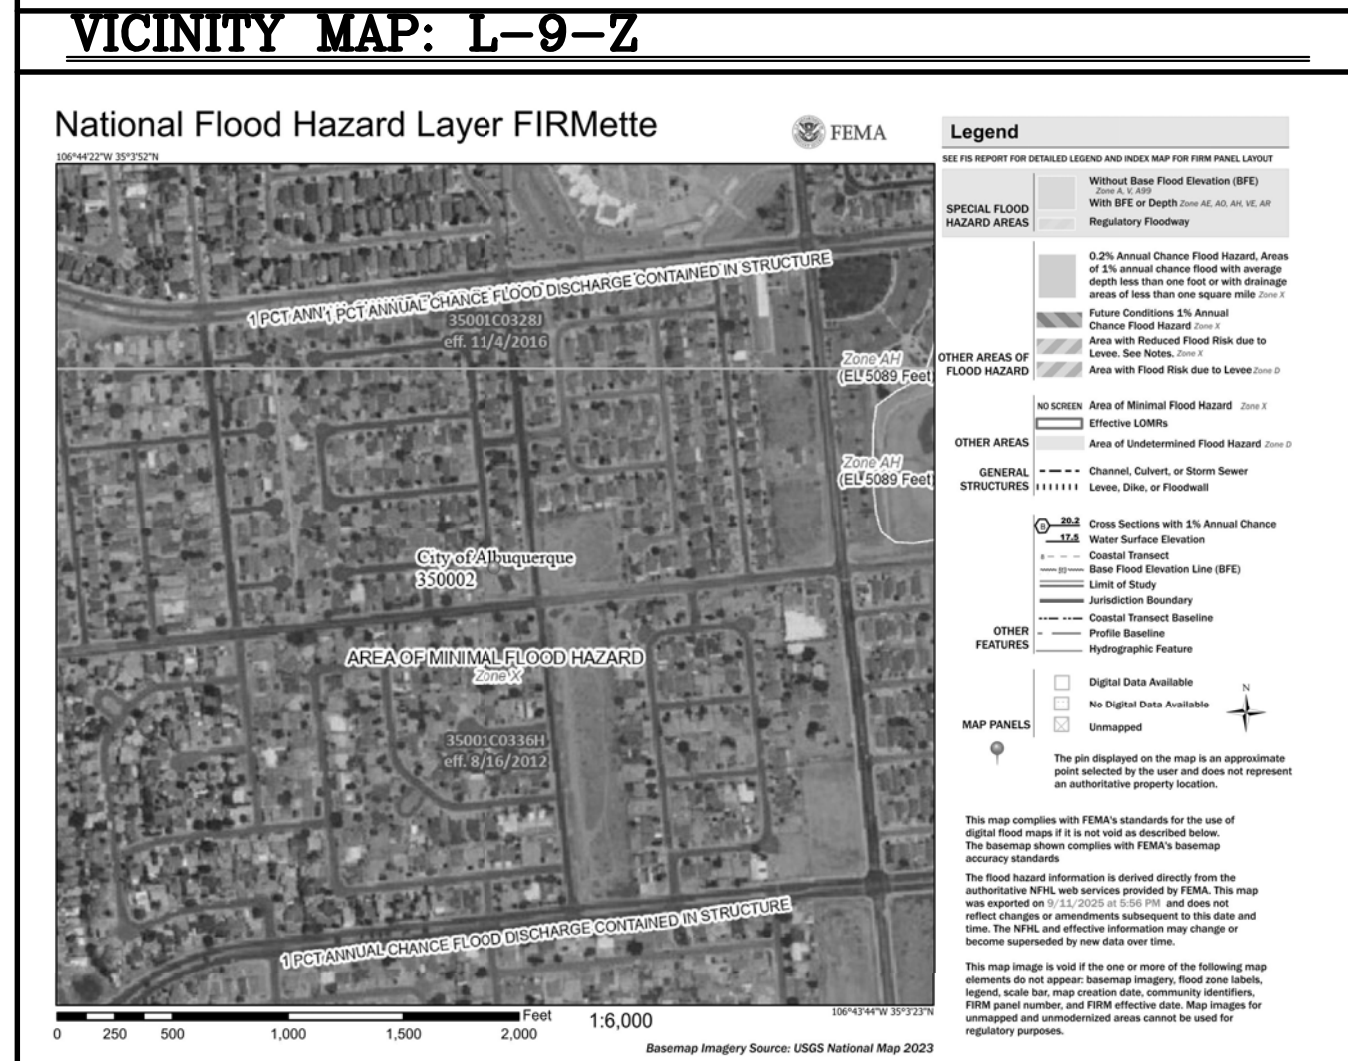 VICINITY MAP: L-9-Z
National Flood Hazard Layer FIRMette
FEMA
106°44'22"W 35°3'52"N
1 PCT ANN
1 PCT ANNUAL CHANCE FLOOD DISCHARGE CONTAINED IN STRUCTURE
35001C0328J
eff. 11/4/2016
Zone AH
(EL 5089 Feet)
Zone AH
(EL 5089 Feet)
City of Albuquerque
350002
AREA OF MINIMAL FLOOD HAZARD
Zone X
35001C0336H
eff. 8/16/2012
1 PCT ANNUAL CHANCE FLOOD DISCHARGE CONTAINED IN STRUCTURE
106°43'44"W 35°3'23"N
Feet
1:6,000
0 250 500 1,000 1,500 2,000
Basemap Imagery Source: USGS National Map 2023
Legend
SEE FIS REPORT FOR DETAILED LEGEND AND INDEX MAP FOR FIRM PANEL LAYOUT
SPECIAL FLOOD
HAZARD AREAS
Without Base Flood Elevation (BFE)
Zone A, V, A99
With BFE or Depth Zone AE, AO, AH, VE, AR
Regulatory Floodway
0.2% Annual Chance Flood Hazard, Areas
of 1% annual chance flood with average
depth less than one foot or with drainage
areas of less than one square mile Zone X
Future Conditions 1% Annual
Chance Flood Hazard Zone X
Area with Reduced Flood Risk due to
Levee. See Notes. Zone X
Area with Flood Risk due to Levee Zone D
OTHER AREAS OF
FLOOD HAZARD
NO SCREEN Area of Minimal Flood Hazard Zone X
Effective LOMRs
OTHER AREAS
Area of Undetermined Flood Hazard Zone D
GENERAL
STRUCTURES
Channel, Culvert, or Storm Sewer
Levee, Dike, or Floodwall
B 20.2 Cross Sections with 1% Annual Chance
17.5 Water Surface Elevation
8 Coastal Transect
513 Base Flood Elevation Line (BFE)
Limit of Study
Jurisdiction Boundary
Coastal Transect Baseline
OTHER
FEATURES
Profile Baseline
Hydrographic Feature
Digital Data Available
No Digital Data Available
MAP PANELS
Unmapped
N
The pin displayed on the map is an approximate
point selected by the user and does not represent
an authoritative property location.
This map complies with FEMA's standards for the use of
digital flood maps if it is not void as described below.
The basemap shown complies with FEMA's basemap
accuracy standards
The flood hazard information is derived directly from the
authoritative NFHL web services provided by FEMA. This map
was exported on 9/11/2025 at 5:56 PM and does not
reflect changes or amendments subsequent to this date and
time. The NFHL and effective information may change or
become superseded by new data over time.
This map image is void if the one or more of the following map
elements do not appear: basemap imagery, flood zone labels,
legend, scale bar, map creation date, community identifiers,
FIRM panel number, and FIRM effective date. Map images for
unmapped and unmodernized areas cannot be used for
regulatory purposes.